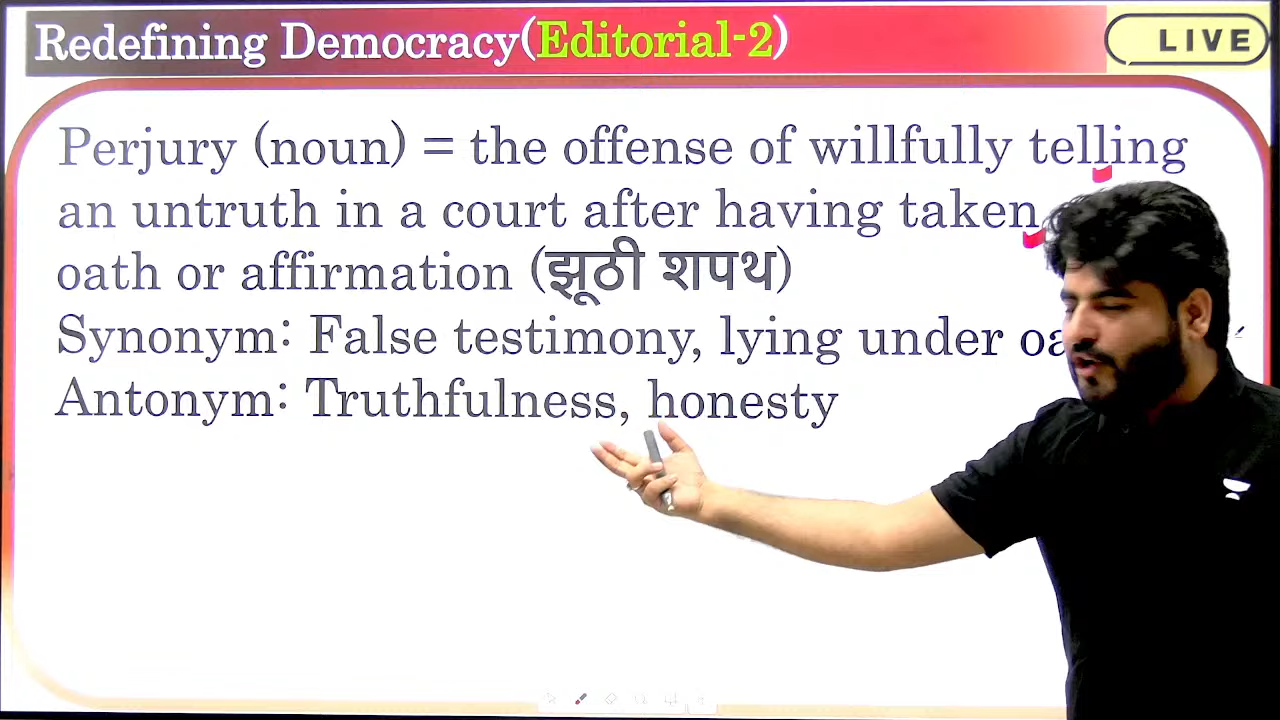 Redefining Democracy(Editorial-2)
LIVE
Perjury (noun) = the offense of willfully telling
an untruth in a court after having taken
oath or affirmation (झूठी शपथ)
Synonym: False testimony, lying under
Antonym: Truthfulness, honesty